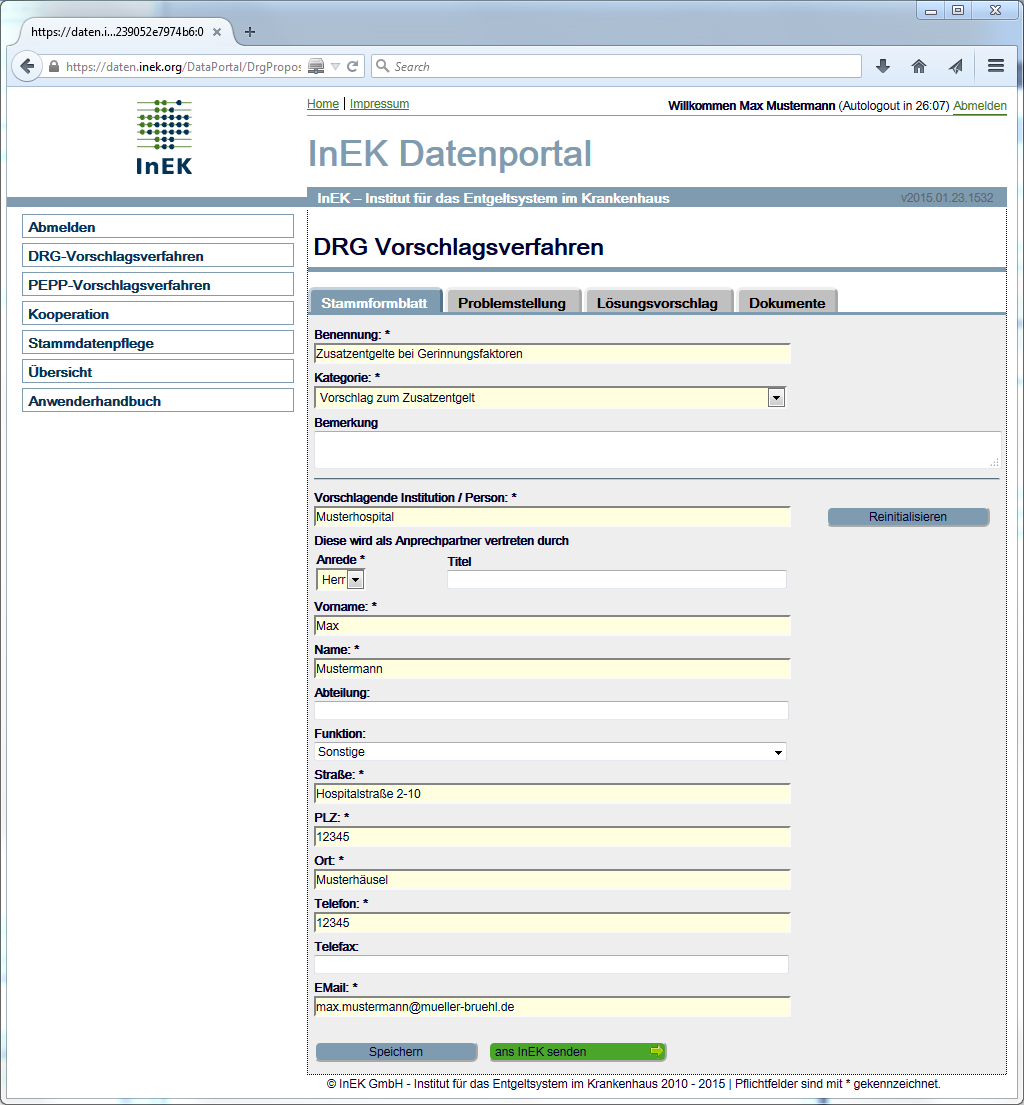 https://daten.i...239052e7974b6:0
https://daten.inek.org/DataPortal/DrgPropos
Search
InEK
Home | Impressum
Willkommen Max Mustermann (Autologout in 26:07) Abmelden
InEK Datenportal
InEK – Institut für das Entgeltsystem im Krankenhaus
v2015.01.23.1532
Abmelden
DRG-Vorschlagsverfahren
PEPP-Vorschlagsverfahren
Kooperation
Stammdatenpflege
Übersicht
Anwenderhandbuch
DRG Vorschlagsverfahren
Stammformblatt
Problemstellung
Lösungsvorschlag
Dokumente
Benennung: *
Zusatzentgelte bei Gerinnungsfaktoren
Kategorie: *
Vorschlag zum Zusatzentgelt
Bemerkung
Vorschlagende Institution / Person: *
Musterhospital
Reinitialisieren
Diese wird als Anprechpartner vertreten durch
Anrede *
Titel
Herr
Vorname: *
Max
Name: *
Mustermann
Abteilung:
Funktion:
Sonstige
Straße: *
Hospitalstraße 2-10
PLZ: *
12345
Ort: *
Musterhäusel
Telefon: *
12345
Telefax:
EMail: *
max.mustermann@mueller-bruehl.de
Speichern
ans InEK senden
© InEK GmbH - Institut für das Entgeltsystem im Krankenhaus 2010 - 2015 | Pflichtfelder sind mit * gekennzeichnet.